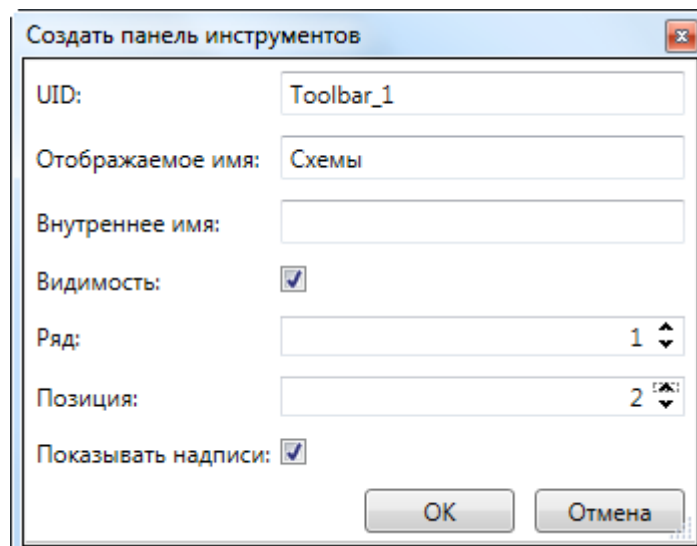 Создать панель инструментов
UID: Toolbar_1
Отображаемое имя: Схемы
Внутреннее имя:
Видимость:
Ряд: 1
Позиция: 2
Показывать надписи:
OK Отмена